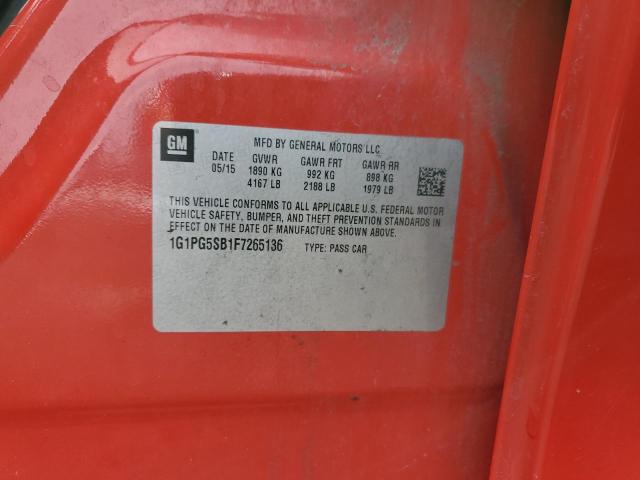 GM
MFD BY GENERAL MOTORS LLC
DATE GVWR GAWR FRT GAWR RR
05/15 1890 KG 992 KG 898 KG
4167 LB 2188 LB 1979 LB
THIS VEHICLE CONFORMS TO ALL APPLICABLE U.S. FEDERAL MOTOR
VEHICLE SAFETY, BUMPER, AND THEFT PREVENTION STANDARDS IN
EFFECT ON THE DATE OF MANUFACTURE SHOWN ABOVE.
1G1PG5SB1F7265136 TYPE: PASS CAR